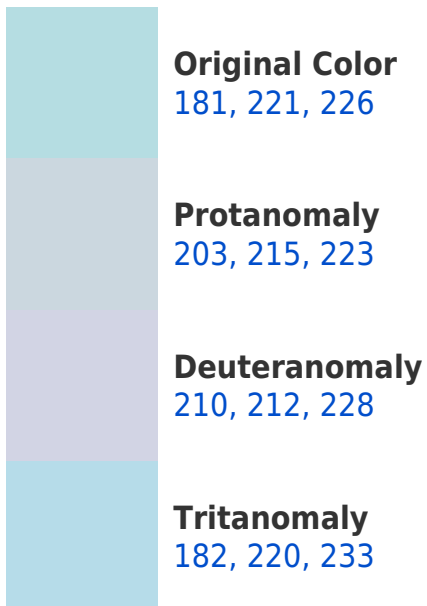 Original Color
181, 221, 226
Protanomaly
203, 215, 223
Deuteranomaly
210, 212, 228
Tritanomaly
182, 220, 233